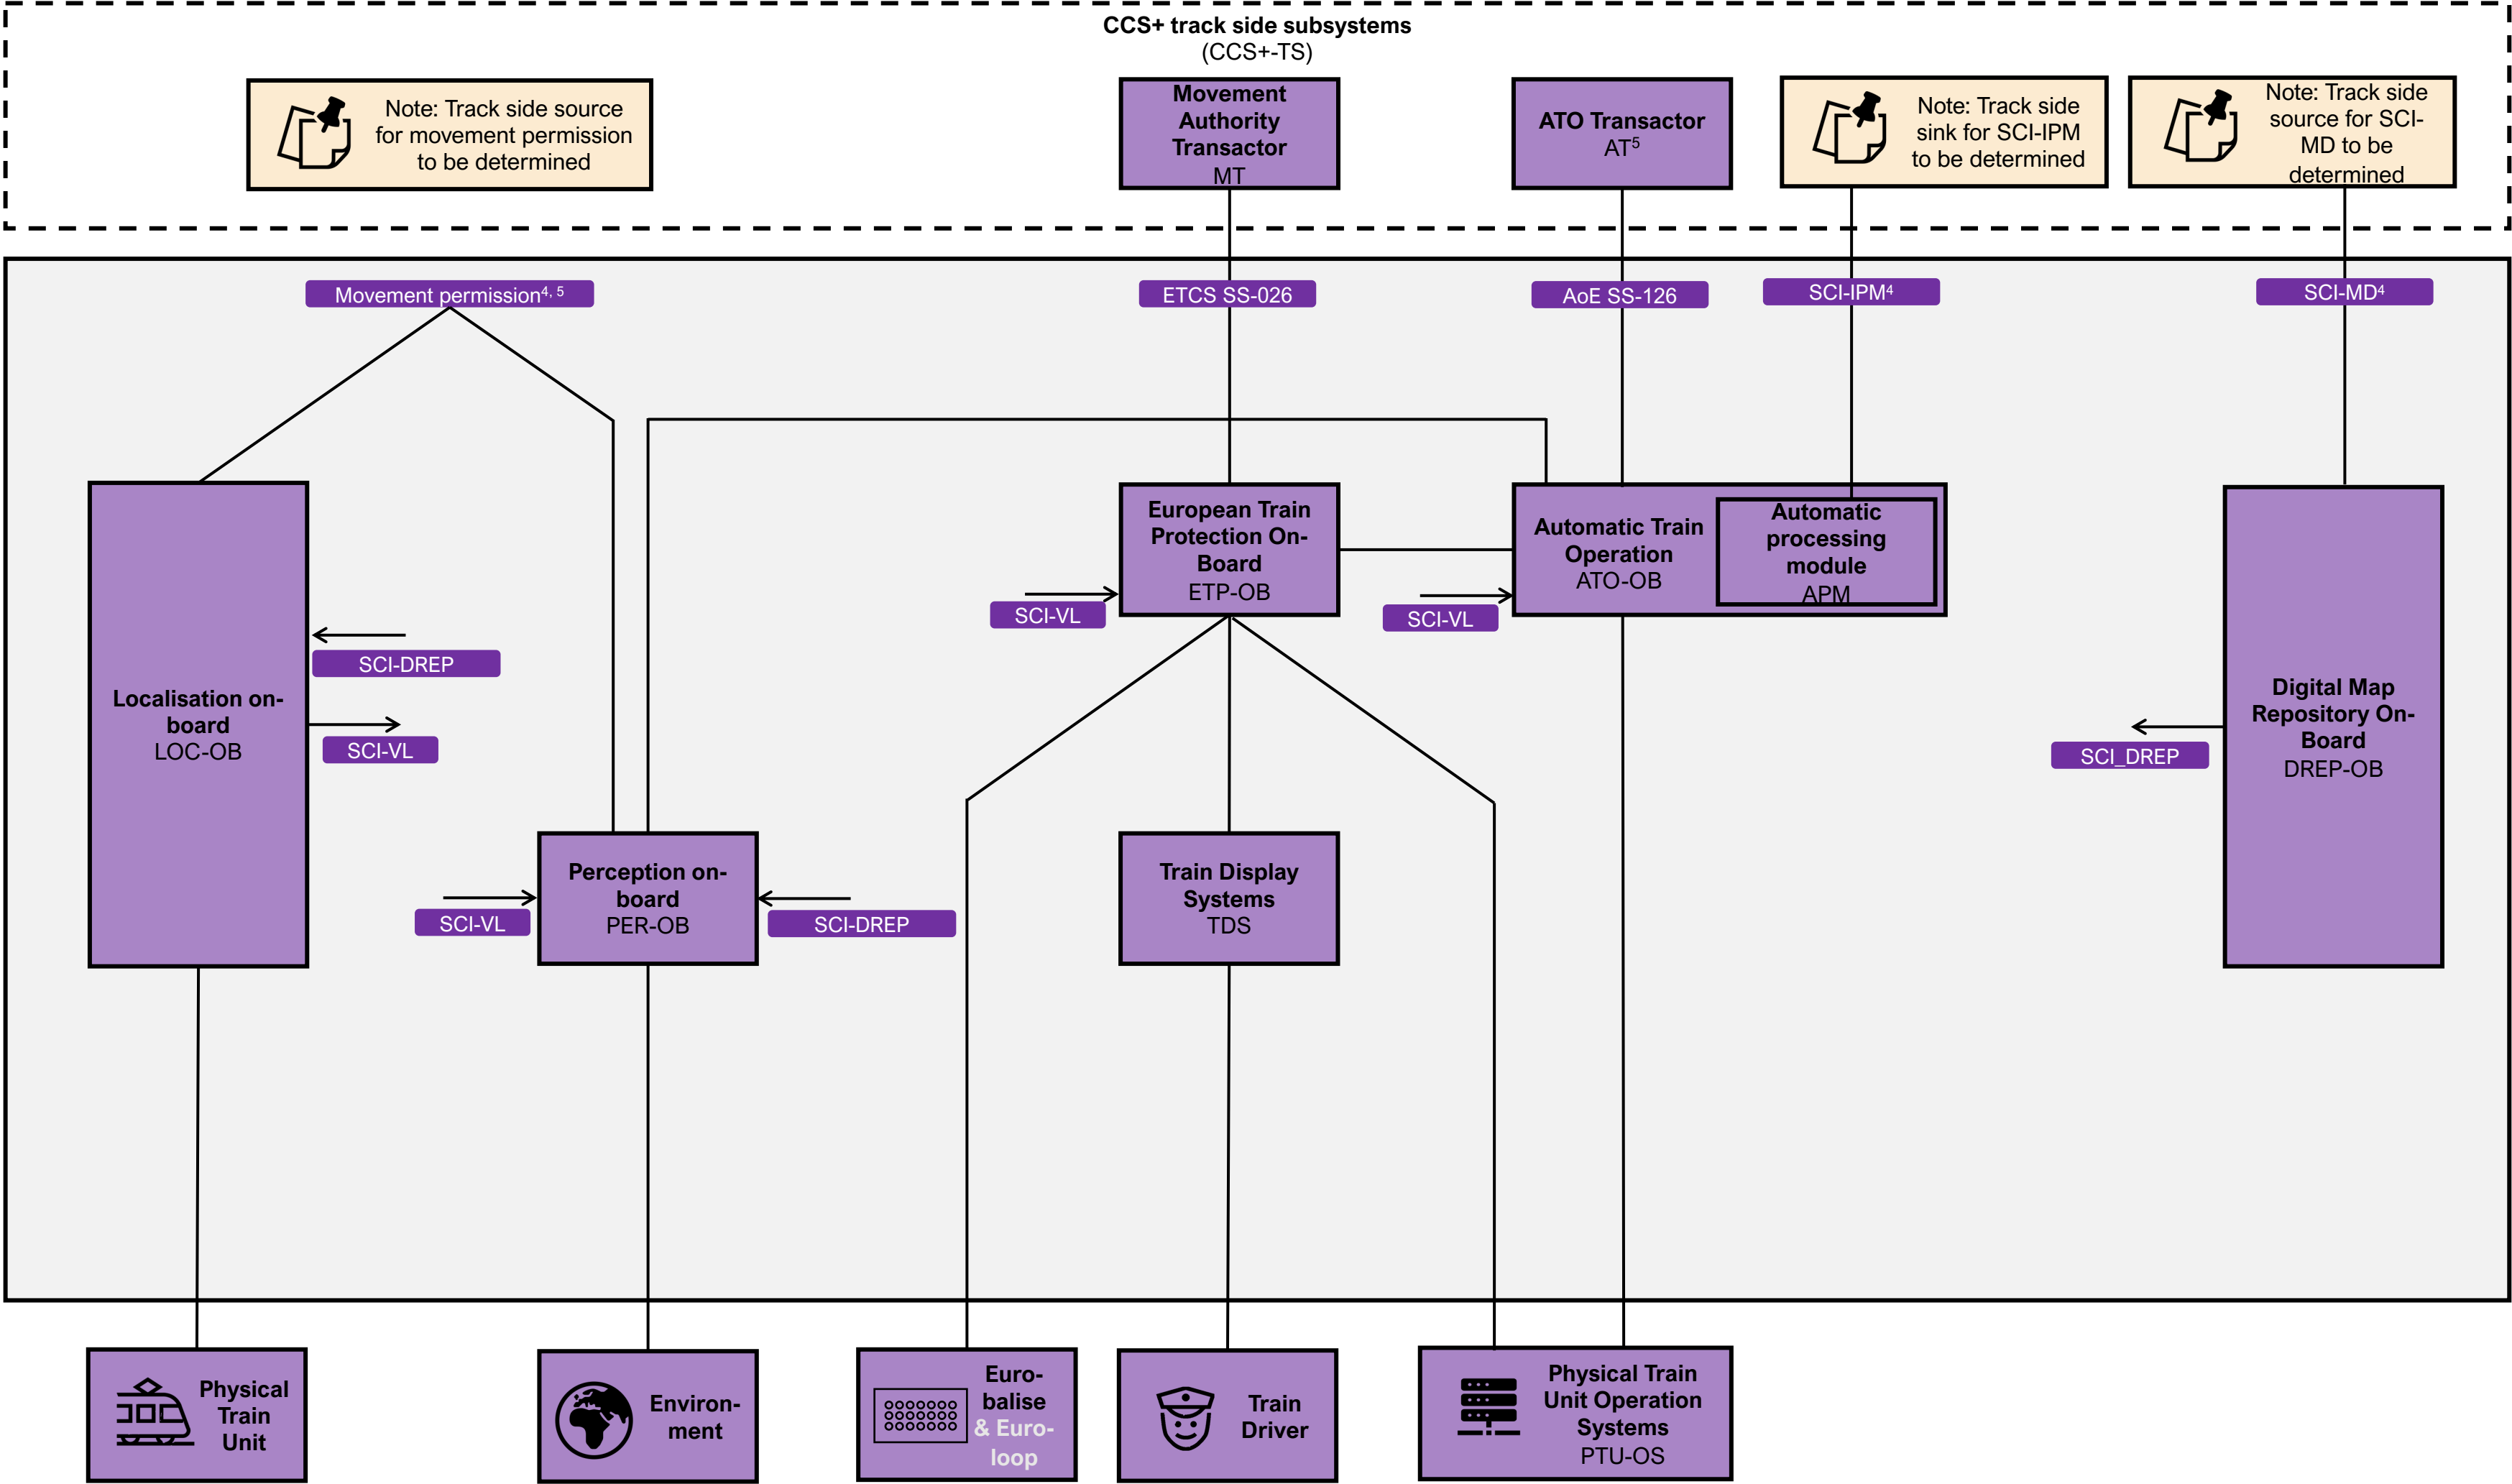 CCS+ track side subsystems
(CCS+-TS)
Note: Track side source
for movement permission
to be determined
Movement
Authority
Transactor
MT
ATO Transactor
AT⁵
Note: Track side
sink for SCI-IPM
to be determined
Note: Track side
source for SCI-
MD to be
determined
Movement permission⁴, ⁵
ETCS SS-026
AoE SS-126
SCI-IPM⁴
SCI-MD⁴
European Train
Protection On-
Board
ETP-OB
Automatic Train
Operation
ATO-OB
Automatic
processing
module
APM
SCI-VL
SCI-VL
Localisation on-
board
LOC-OB
SCI-DREP
SCI-VL
Digital Map
Repository On-
Board
DREP-OB
SCI_DREP
Perception on-
board
PER-OB
SCI-VL
SCI-DREP
Train Display
Systems
TDS
Physical
Train
Unit
Environ-
ment
Euro-
balise
& Euro-
loop
Train
Driver
Physical Train
Unit Operation
Systems
PTU-OS